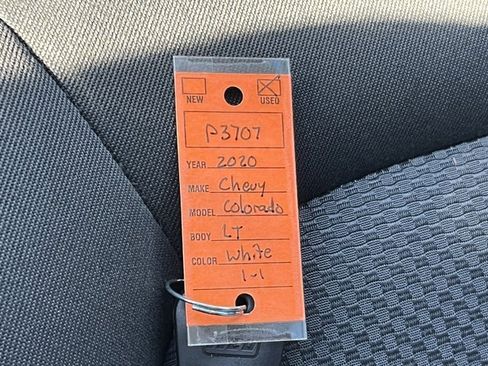 NEW USED
P3707
YEAR 2020
MAKE Chevy
MODEL Colorado
BODY LT
COLOR White
1-1